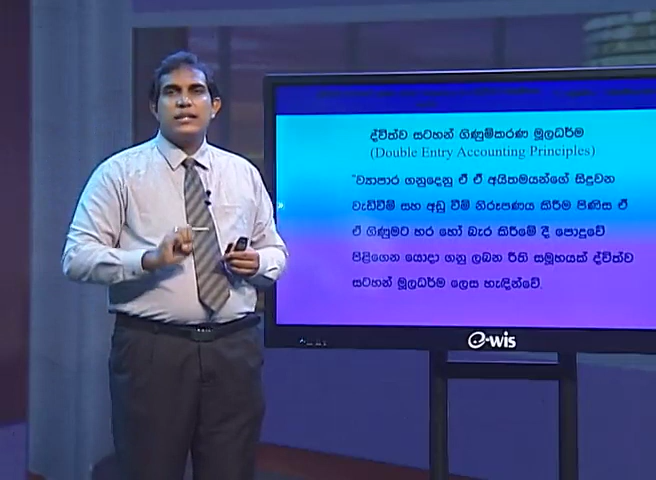 ද්විත්ව සටහන් ගිණුම්කරණ මූලධර්ම
(Double Entry Accounting Principles)
"ව්‍යාපාර ගනුදෙනු ඒ ඒ අයිතමයන්ගේ සිදුවන
වැඩිවීම් සහ අඩු වීම් නිරූපණය කිරීම පිණිස ඒ
ඒ ගිණුමට හර හෝ බැර කිරීමේ දී පොදුවේ
පිළිගෙන යොදා ගනු ලබන රීති සමූහයක් ද්විත්ව
සටහන් මූලධර්ම ලෙස හැඳින්වේ.
e-wis